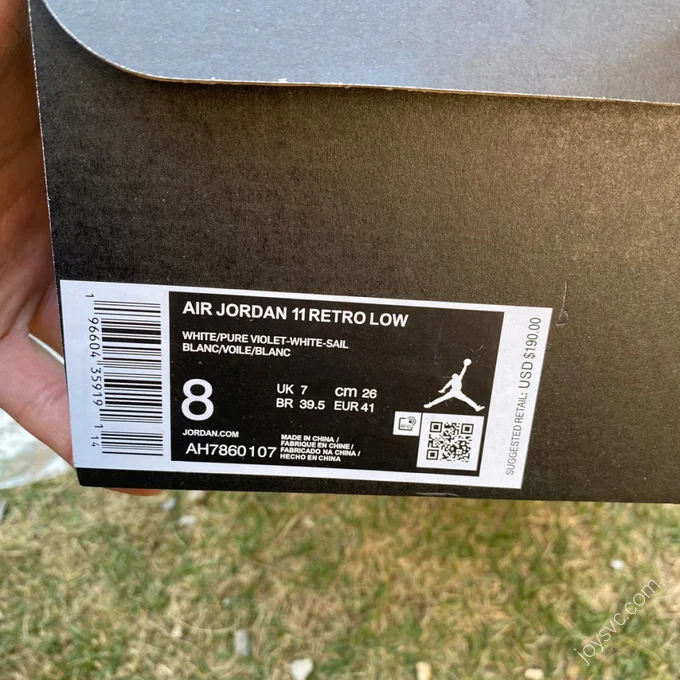 AIR JORDAN 11 RETRO LOW
WHITE/PURE VIOLET-WHITE-SAIL
BLANC/VOILE/BLANC
8
UK 7 cm 26
BR 39.5 EUR 41
JORDAN.COM
AH7860107
MADE IN CHINA /
FABRIQUE EN CHINE /
FABRICADO NA CHINA /
HECHO EN CHINA
1 96604 35919 114
SUGGESTED RETAIL: USD $190.00
joysvc.com